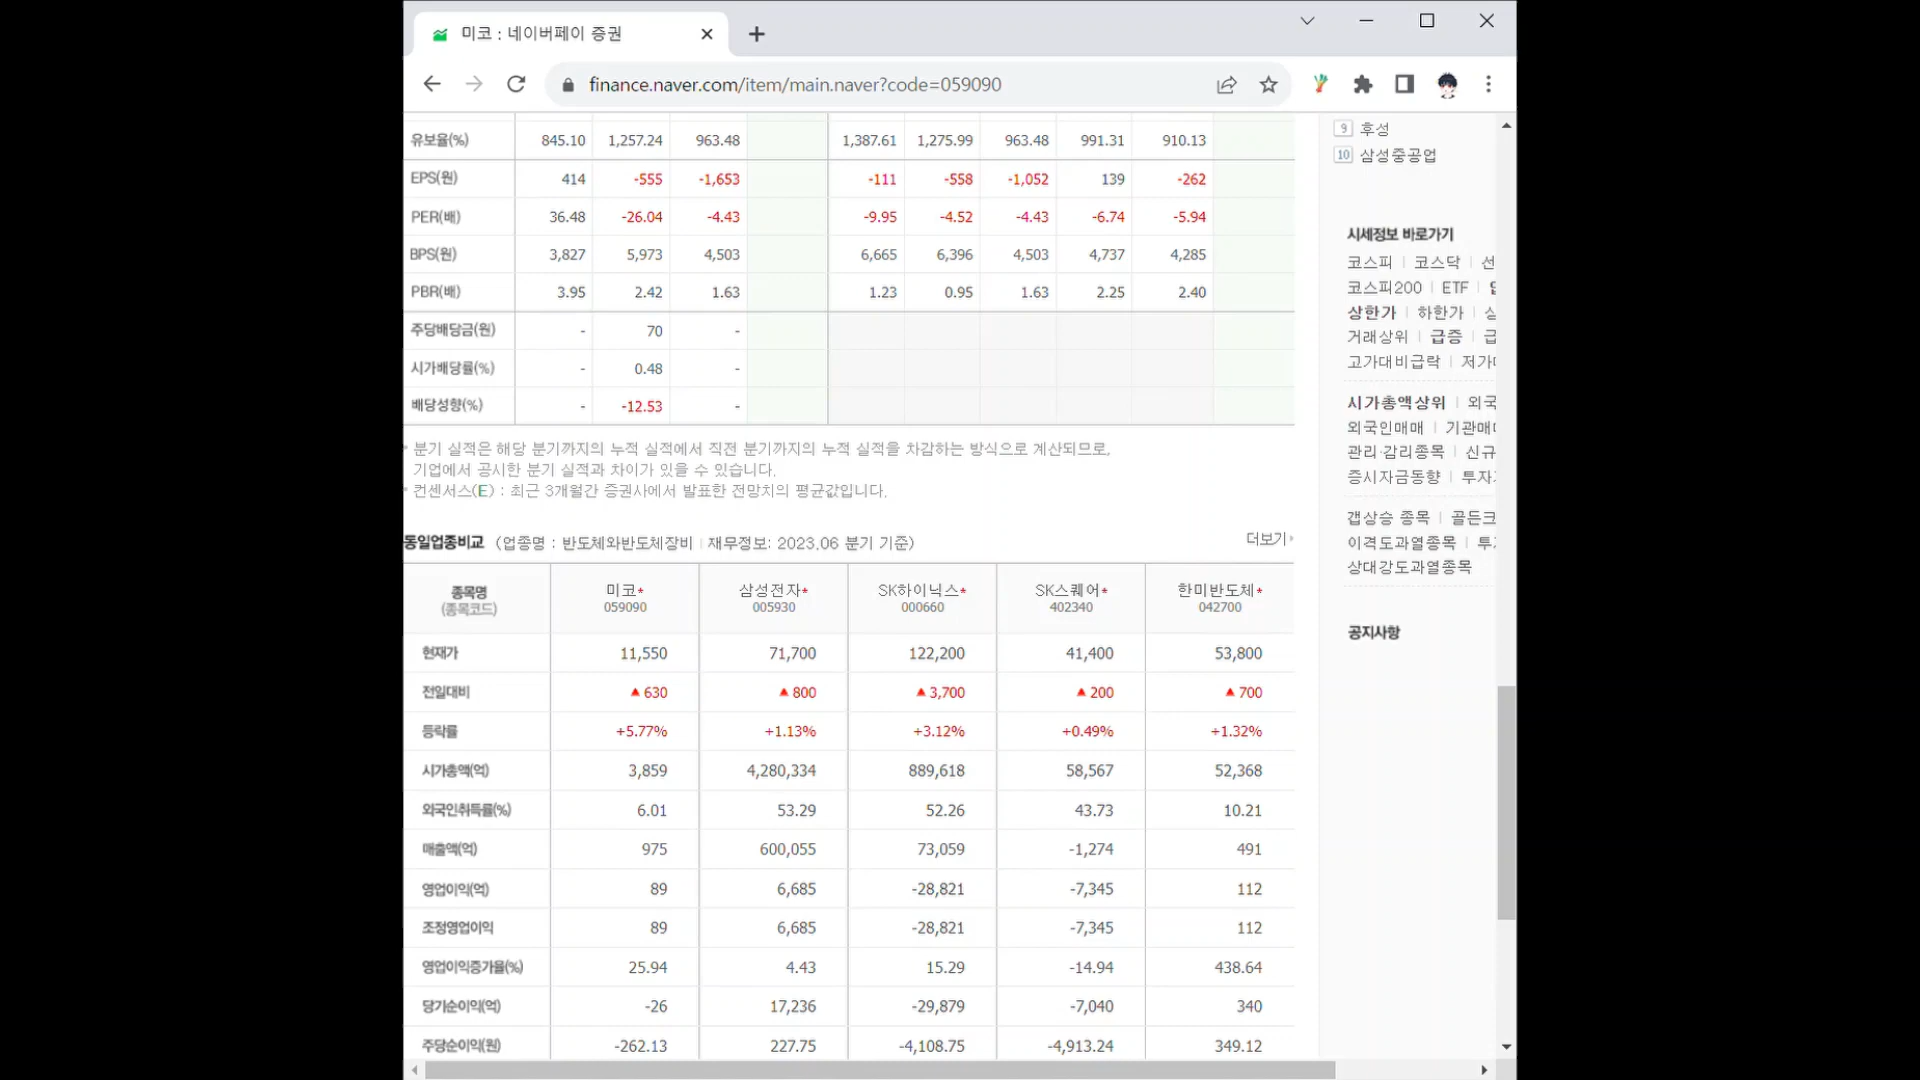 미코 : 네이버페이 증권
finance.naver.com/item/main.naver?code=059090
유보율(%) 845.10 1,257.24 963.48 1,387.61 1,275.99 963.48 991.31 910.13
EPS(원) 414 -555 -1,653 -111 -558 -1,052 139 -262
PER(배) 36.48 -26.04 -4.43 -9.95 -4.52 -4.43 -6.74 -5.94
BPS(원) 3,827 5,973 4,503 6,665 6,396 4,503 4,737 4,285
PBR(배) 3.95 2.42 1.63 1.23 0.95 1.63 2.25 2.40
주당배당금(원) - 70 -
시가배당률(%) - 0.48 -
배당성향(%) - -12.53 -
* 분기 실적은 해당 분기까지의 누적 실적에서 직전 분기까지의 누적 실적을 차감하는 방식으로 계산되므로,
기업에서 공시한 분기 실적과 차이가 있을 수 있습니다.
* 컨센서스(E) : 최근 3개월간 증권사에서 발표한 전망치의 평균값입니다.
동일업종비교 (업종명 : 반도체와반도체장비 | 재무정보: 2023.06 분기 기준)
더보기
종목명 미코* 삼성전자* SK하이닉스* SK스퀘어* 한미반도체*
(종목코드) 059090 005930 000660 402340 042700
현재가 11,550 71,700 122,200 41,400 53,800
전일대비 ▲630 ▲800 ▲3,700 ▲200 ▲700
등락률 +5.77% +1.13% +3.12% +0.49% +1.32%
시가총액(억) 3,859 4,280,334 889,618 58,567 52,368
외국인취득률(%) 6.01 53.29 52.26 43.73 10.21
매출액(억) 975 600,055 73,059 -1,274 491
영업이익(억) 89 6,685 -28,821 -7,345 112
조정영업이익 89 6,685 -28,821 -7,345 112
영업이익증가율(%) 25.94 4.43 15.29 -14.94 438.64
당기순이익(억) -26 17,236 -29,879 -7,040 340
주당순이익(원) -262.13 227.75 -4,108.75 -4,913.24 349.12
9 후성
10 삼성중공업
시세정보 바로가기
코스피 | 코스닥 | 선
코스피200 | ETF |
상한가 | 하한가 |
거래상위 | 급증 | 급
고가대비급락 | 저가
시가총액상위 | 외국
외국인매매 | 기관매
관리·감리종목 | 신규
증시자금동향 | 투자
갭상승 종목 | 골든크
이격도과열종목 | 투
상대강도과열종목
공지사항